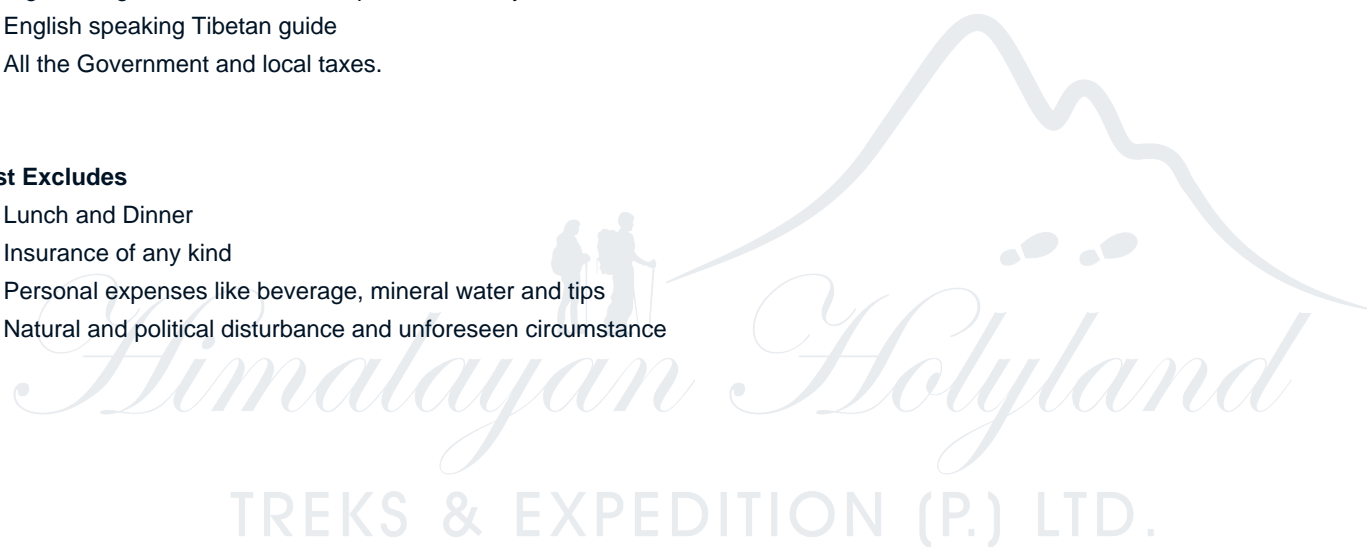 English speaking Tibetan guide
All the Government and local taxes.
st Excludes
Lunch and Dinner
Insurance of any kind
Personal expenses like beverage, mineral water and tips
Natural and political disturbance and unforeseen circumstance
Himalayan Holyland
TREKS & EXPEDITION (P.) LTD.